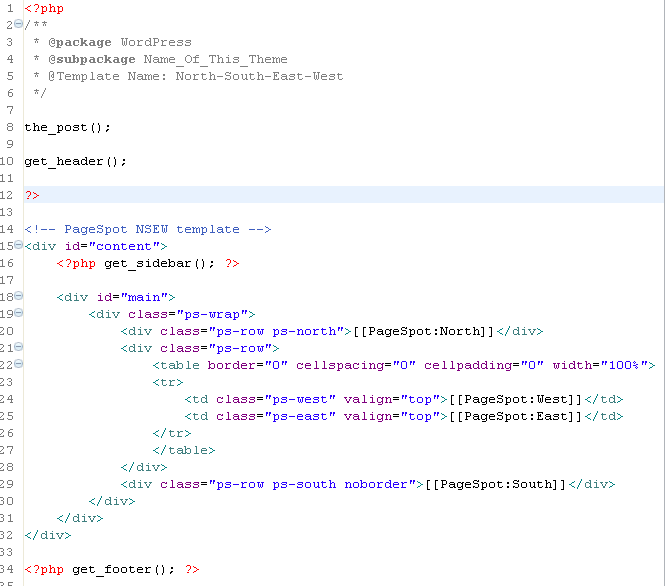 1 <?php
2 /**
3 * @package WordPress
4 * @subpackage Name_Of_This_Theme
5 * @Template Name: North-South-East-West
6 */
7
8 the_post();
9
10 get_header();
11
12 ?>
13
14 <!-- PageSpot NSEW template -->
15 <div id="content">
16 <?php get_sidebar(); ?>
17
18 <div id="main">
19 <div class="ps-wrap">
20 <div class="ps-row ps-north">[[PageSpot:North]]</div>
21 <div class="ps-row">
22 <table border="0" cellspacing="0" cellpadding="0" width="100%">
23 <tr>
24 <td class="ps-west" valign="top">[[PageSpot:West]]</td>
25 <td class="ps-east" valign="top">[[PageSpot:East]]</td>
26 </tr>
27 </table>
28 </div>
29 <div class="ps-row ps-south noborder">[[PageSpot:South]]</div>
30 </div>
31 </div>
32 </div>
33
34 <?php get_footer(); ?>
35